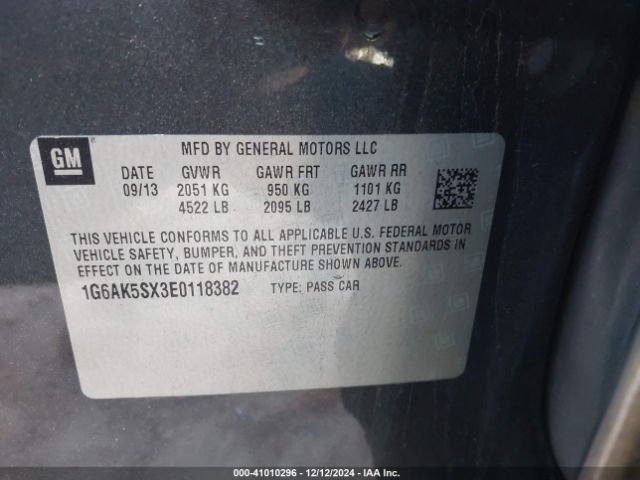 GM
MFD BY GENERAL MOTORS LLC
DATE GVWR GAWR FRT GAWR RR
09/13 2051 KG 950 KG 1101 KG
4522 LB 2095 LB 2427 LB
THIS VEHICLE CONFORMS TO ALL APPLICABLE U.S. FEDERAL MOTOR
VEHICLE SAFETY, BUMPER, AND THEFT PREVENTION STANDARDS IN
EFFECT ON THE DATE OF MANUFACTURE SHOWN ABOVE.
1G6AK5SX3E0118382 TYPE: PASS CAR
000-41010296 - 12/12/2024 - IAA Inc.